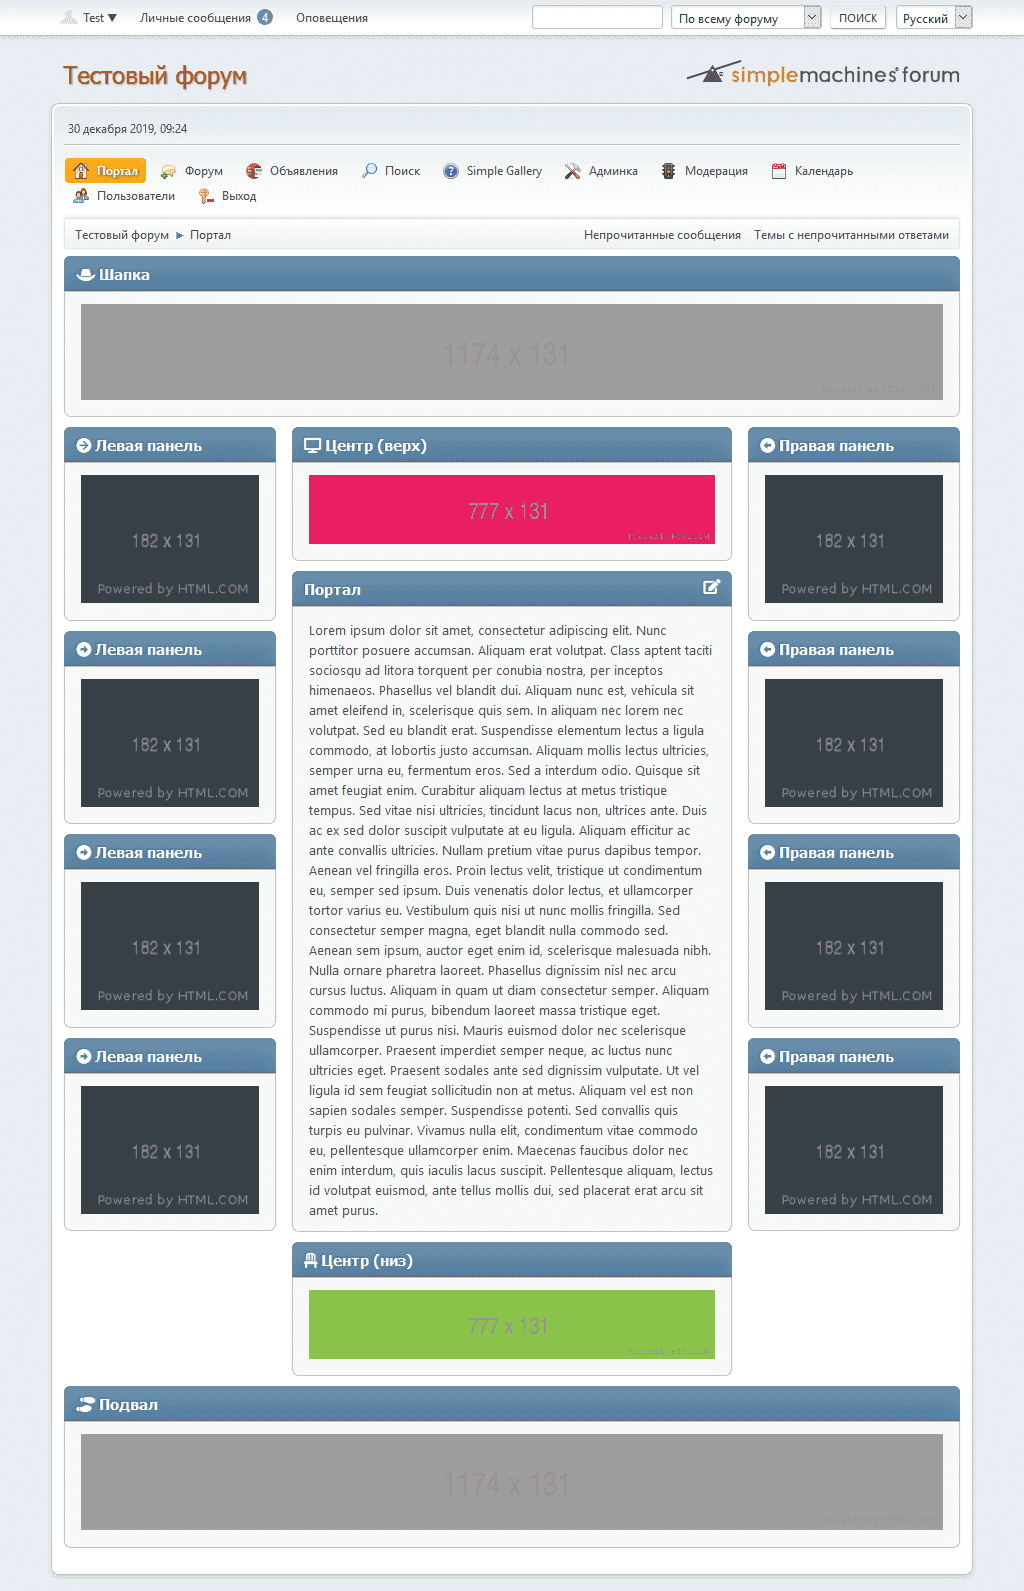 Test ▼ Личные сообщения 4 Оповещения По всему форуму ПОИСК Русский
Тестовый форум simplemachines forum
30 декабря 2019, 09:24
Портал Форум Объявления Поиск Simple Gallery Админка Модерация Календарь
Пользователи Выход
Тестовый форум ► Портал Непрочитанные сообщения Темы с непрочитанными ответами
Шапка
1174 x 131
Powered by HTML.COM
Левая панель
182 x 131
Powered by HTML.COM
Левая панель
182 x 131
Powered by HTML.COM
Левая панель
182 x 131
Powered by HTML.COM
Левая панель
182 x 131
Powered by HTML.COM
Центр (верх)
777 x 131
Powered by HTML.COM
Портал
Lorem ipsum dolor sit amet, consectetur adipiscing elit. Nunc
porttitor posuere accumsan. Aliquam erat volutpat. Class aptent taciti
sociosqu ad litora torquent per conubia nostra, per inceptos
himenaeos. Phasellus vel blandit dui. Aliquam nunc est, vehicula sit
amet eleifend in, scelerisque quis sem. In aliquam nec lorem nec
volutpat. Sed eu blandit erat. Suspendisse elementum lectus a ligula
commodo, at lobortis justo accumsan. Aliquam mollis lectus ultricies,
semper urna eu, fermentum eros. Sed a interdum odio. Quisque sit
amet feugiat enim. Curabitur aliquam lectus at metus tristique
tempus. Sed vitae nisi ultricies, tincidunt lacus non, ultrices ante. Duis
ac ex sed dolor suscipit vulputate at eu ligula. Aliquam efficitur ac
ante convallis ultricies. Nullam pretium vitae purus dapibus tempor.
Aenean vel fringilla eros. Proin lectus velit, tristique ut condimentum
eu, semper sed ipsum. Duis venenatis dolor lectus, et ullamcorper
tortor varius eu. Vestibulum quis nisi ut nunc mollis fringilla. Sed
consectetur semper magna, eget blandit nulla commodo sed.
Aenean sem ipsum, auctor eget enim id, scelerisque malesuada nibh.
Nulla ornare pharetra laoreet. Phasellus dignissim nisl nec arcu
cursus luctus. Aliquam in quam ut diam consectetur semper. Aliquam
commodo mi purus, bibendum laoreet massa tristique eget.
Suspendisse ut purus nisi. Mauris euismod dolor nec scelerisque
ullamcorper. Praesent imperdiet semper neque, ac luctus nunc
ultricies eget. Praesent sodales ante sed dignissim vulputate. Ut vel
ligula id sem feugiat sollicitudin non at metus. Aliquam vel est non
sapien sodales semper. Suspendisse potenti. Sed convallis quis
turpis eu pulvinar. Vivamus nulla elit, condimentum vitae commodo
eu, pellentesque ullamcorper enim. Maecenas faucibus dolor nec
enim interdum, quis iaculis lacus suscipit. Pellentesque aliquam, lectus
id volutpat euismod, ante tellus mollis dui, sed placerat erat arcu sit
amet purus.
Центр (низ)
777 x 131
Powered by HTML.COM
Правая панель
182 x 131
Powered by HTML.COM
Правая панель
182 x 131
Powered by HTML.COM
Правая панель
182 x 131
Powered by HTML.COM
Правая панель
182 x 131
Powered by HTML.COM
Подвал
1174 x 131
Powered by HTML.COM